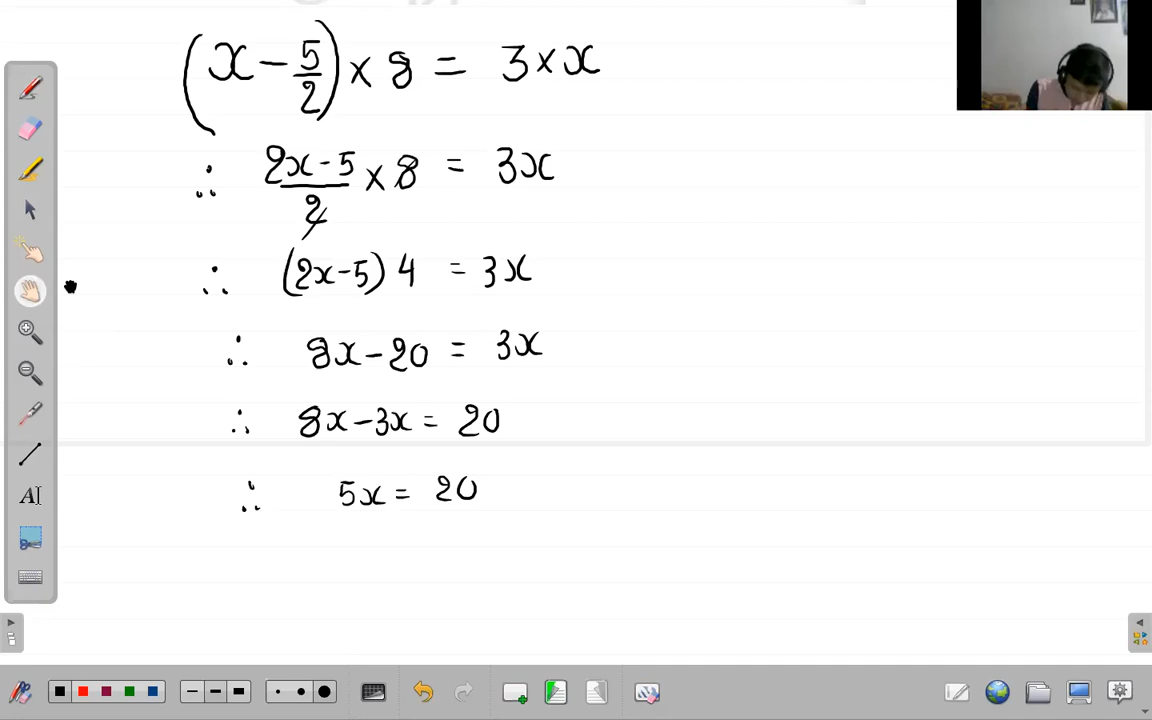 (x - 5/2) × 8 = 3 × x
∴ (2x - 5)/2 × 8 = 3x
∴ (2x - 5) 4 = 3x
∴ 8x - 20 = 3x
∴ 8x - 3x = 20
∴ 5x = 20